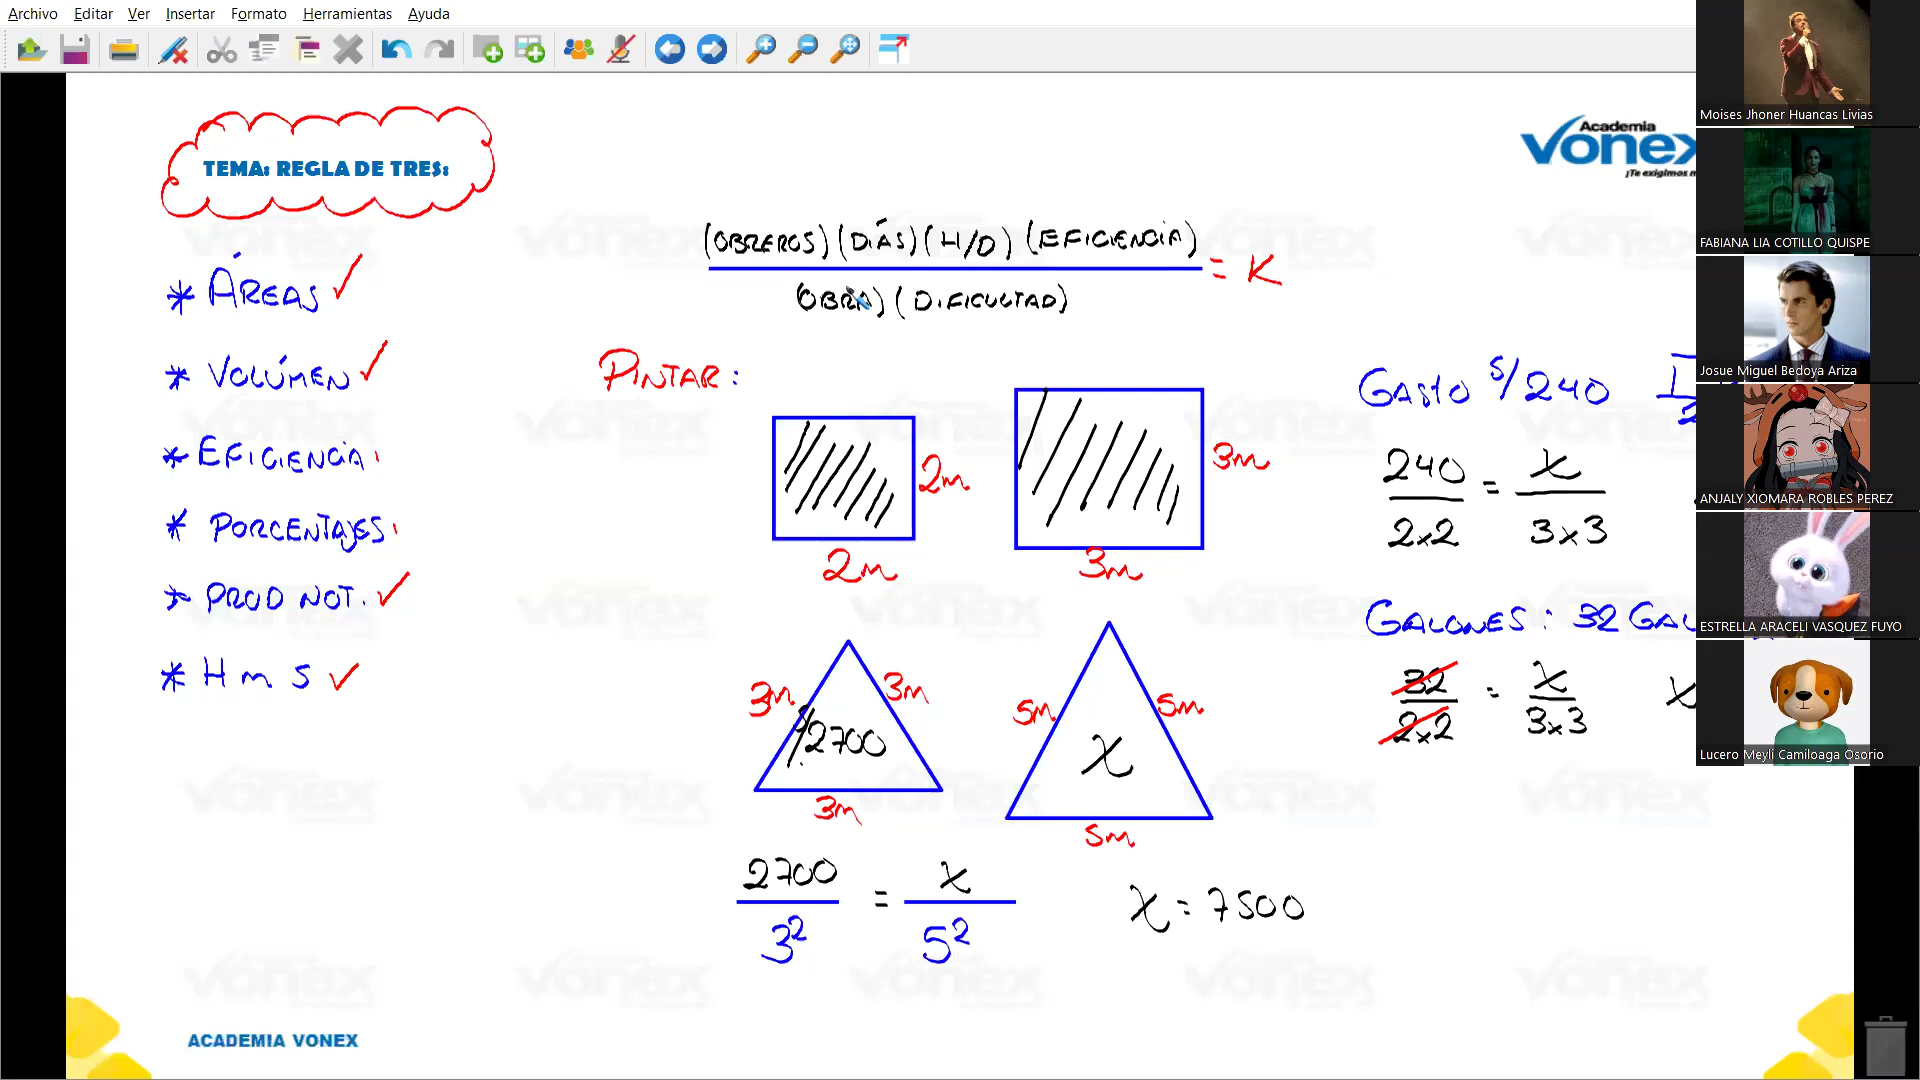 Archivo Editar Ver Insertar Formato Herramientas Ayuda
TEMA: REGLA DE TRES:
* ÁREAS ✓
* VOLÚMEN ✓
* EFICIENCIA
* PORCENTAJES
* PROD NOT. ✓
* H m S ✓
(OBREROS)(DÍAS)(H/D)(EFICIENCIA)
(OBRA)(DIFICULTAD)
= K
PINTAR:
2m
2m
3m
3m
3m
3m
2700
3m
5m
5m
x
5m
2700 = x
3² 5²
x = 7500
Academia
vonex
¡Te exigimos
GASTO S/240
240 = x
2x2 3x3
GALONES: 32 GAL
32 = x
2x2 3x3
x
Moises Jhoner Huancas Livias
FABIANA LIA COTILLO QUISPE
Josue Miguel Bedoya Ariza
ANJALY XIOMARA ROBLES PEREZ
ESTRELLA ARACELI VASQUEZ FUYO
Lucero Meyli Camiloaga Osorio
ACADEMIA VONEX